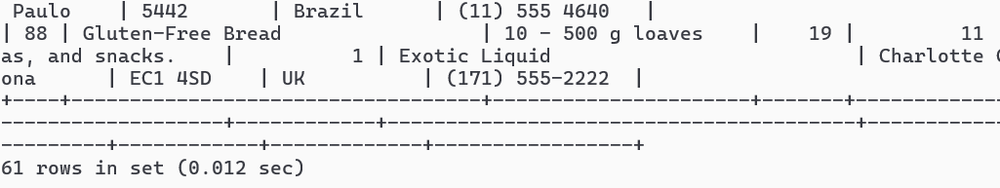 Paulo    | 5442      | Brazil      | (11) 555 4640   |
| 88 | Gluten-Free Bread                  | 10 - 500 g loaves    |    19 |         11
as, and snacks.    |          1 | Exotic Liquid                           | Charlotte
ona      | EC1 4SD    | UK          | (171) 555-2222  |
+----+------------------------------------+----------------------+-------+-------------
-------------------+------------+-----------------------------------------+------------
---------+------------+-------------+-----------------+
61 rows in set (0.012 sec)